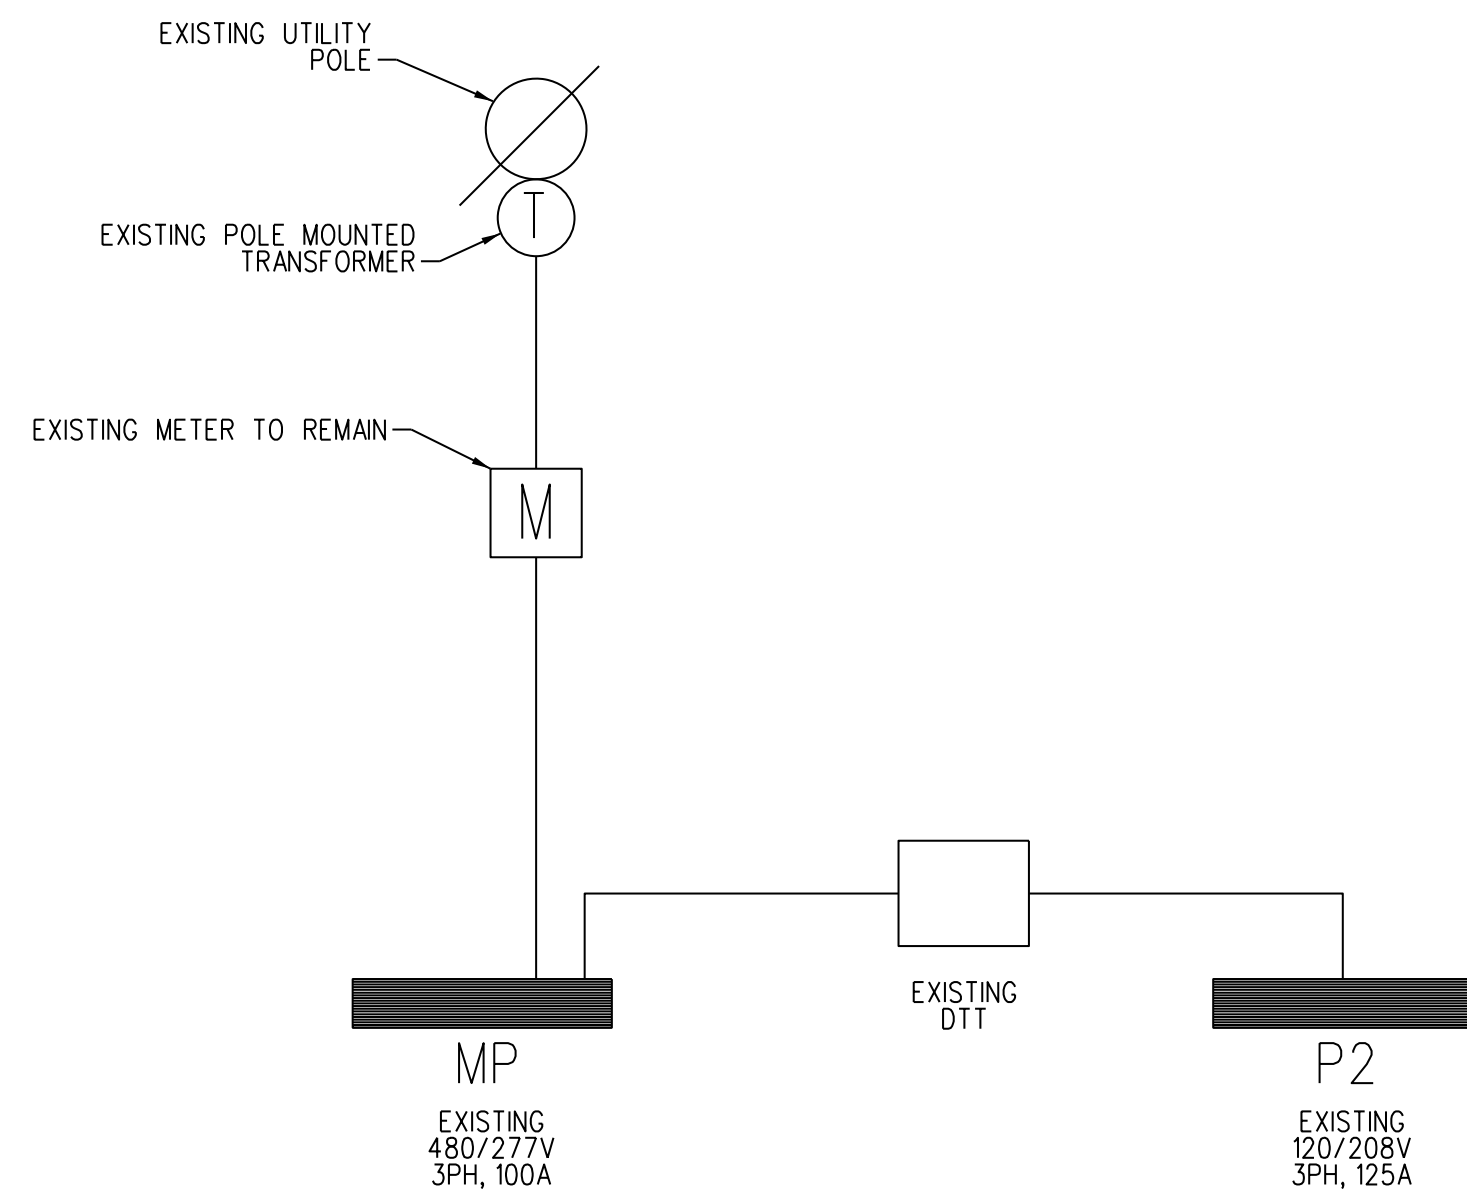 EXISTING UTILITY
POLE
T
EXISTING POLE MOUNTED
TRANSFORMER
EXISTING METER TO REMAIN
M
EXISTING
DTT
MP
EXISTING
480/277V
3PH, 100A
P2
EXISTING
120/208V
3PH, 125A